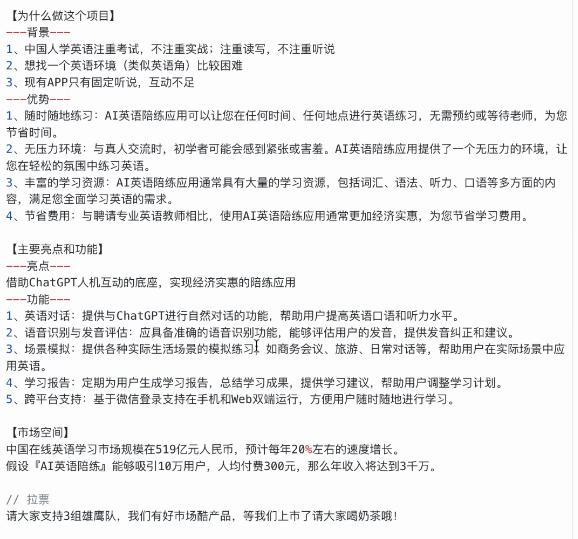 【为什么做这个项目】
---背景---
1、中国人学英语注重考试，不注重实战；注重读写，不注重听说
2、想找一个英语环境（类似英语角）比较困难
3、现有APP只有固定听说，互动不足
---优势---
1、随时随地练习：AI英语陪练应用可以让您在任何时间、任何地点进行英语练习，无需预约或等待老师，为您
节省时间。
2、无压力环境：与真人交流时，初学者可能会感到紧张或害羞。AI英语陪练应用提供了一个无压力的环境，让
您在轻松的氛围中练习英语。
3、丰富的学习资源：AI英语陪练应用通常具有大量的学习资源，包括词汇、语法、听力、口语等多方面的内
容，满足您全面学习英语的需求。
4、节省费用：与聘请专业英语教师相比，使用AI英语陪练应用通常更加经济实惠，为您节省学习费用。
【主要亮点和功能】
---亮点---
借助ChatGPT人机互动的底座，实现经济实惠的陪练应用
---功能---
1、英语对话：提供与ChatGPT进行自然对话的功能，帮助用户提高英语口语和听力水平。
2、语音识别与发音评估：应具备准确的语音识别功能，能够评估用户的发音，提供发音纠正和建议。
3、场景模拟：提供各种实际生活场景的模拟练习，如商务会议、旅游、日常对话等，帮助用户在实际场景中应
用英语。
4、学习报告：定期为用户生成学习报告，总结学习成果，提供学习建议，帮助用户调整学习计划。
5、跨平台支持：基于微信登录支持在手机和Web双端运行，方便用户随时随地进行学习。
【市场空间】
中国在线英语学习市场规模在519亿元人民币，预计每年20%左右的速度增长。
假设『AI英语陪练』能够吸引10万用户，人均付费300元，那么年收入将达到3千万。
// 拉票
请大家支持3组雄鹰队，我们有好市场酷产品，等我们上市了请大家喝奶茶哦！